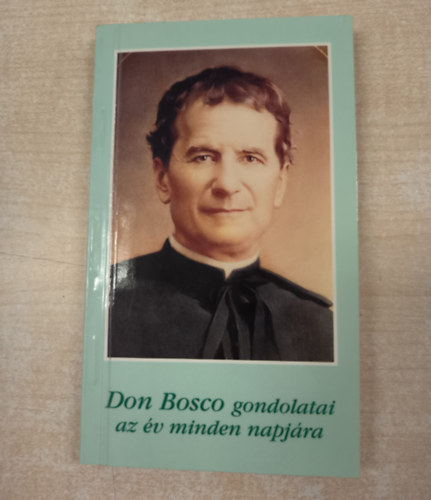 Don Bosco gondolatai
az év minden napjára